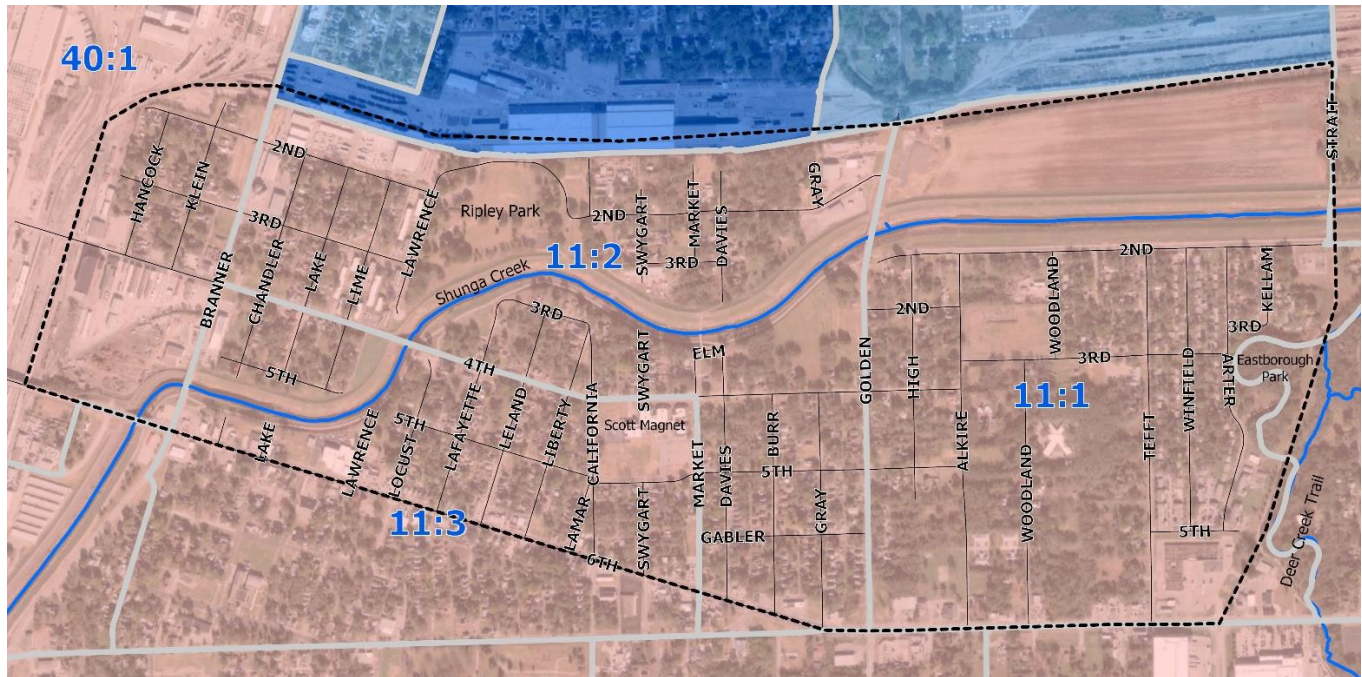 40:1
HANCOCK
KLEIN
2ND
3RD
BRANNER
CHANDLER
LAKE
LIME
LAWRENCE
5TH
Ripley Park
2ND
SWYGART
MARKET
DAVIES
GRAY
3RD
11:2
Shunga Creek
STRAIT
3RD
4TH
ELM
SWYGART
GOLDEN
2ND
HIGH
2ND
WOODLAND
KELLAM
3RD
3RD
Eastborough
Park
11:1
ALKIRE
TEFFT
WINFIELD
ARTER
LAKE
LAWRENCE
LOCUST
5TH
LAFAYETTE
LELAND
LIBERTY
CALIFORNIA
Scott Magnet
MARKET
DAVIES
BURR
5TH
GRAY
WOODLAND
11:3
LAMAR
SWYGART
GABLER
6TH
5TH
Deer Creek Trail